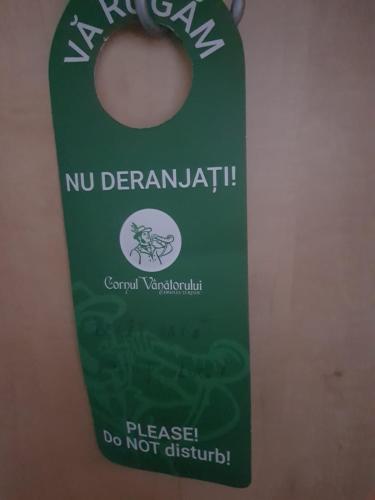 VĂ RUGĂM
NU DERANJAȚI!
Cornul Vânătorului
PLEASE!
Do NOT disturb!